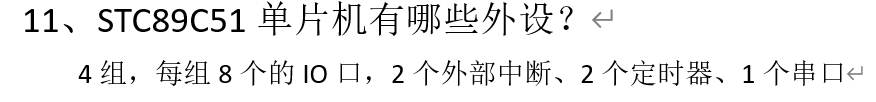 11、STC89C51 单片机有哪些外设？
4 组，每组 8 个的 IO 口，2 个外部中断、2 个定时器、1 个串口